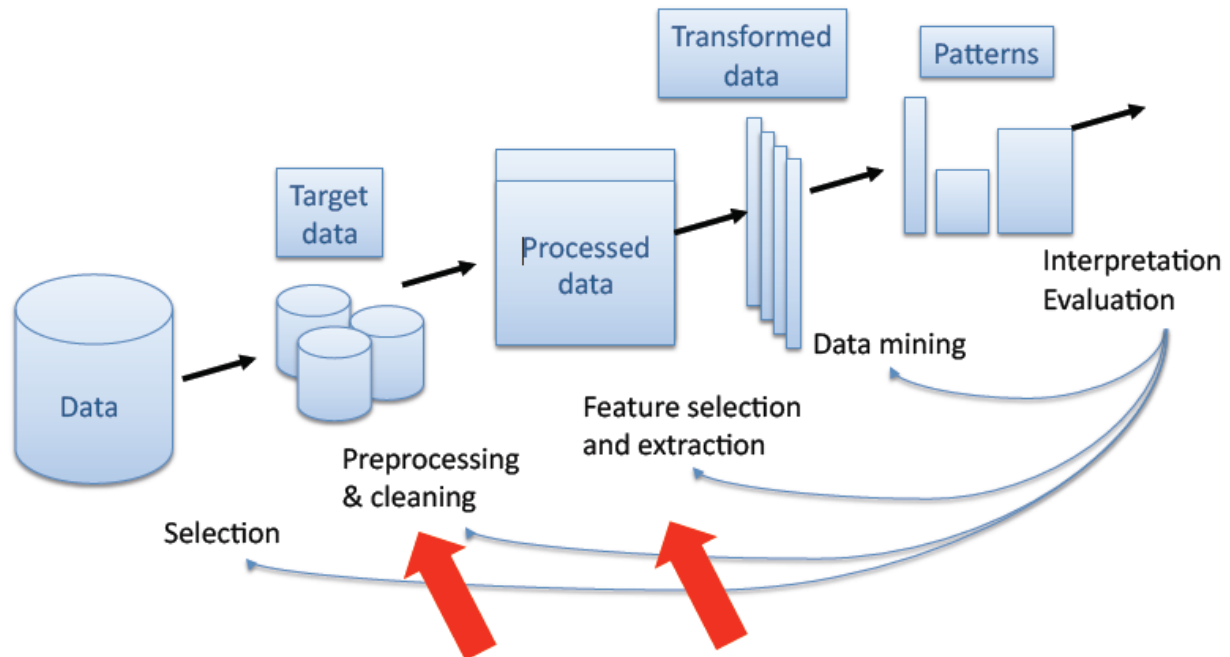 Transformed
data
Patterns
Target
data
Processed
data
Data
Interpretation
Evaluation
Data mining
Feature selection
and extraction
Preprocessing
& cleaning
Selection